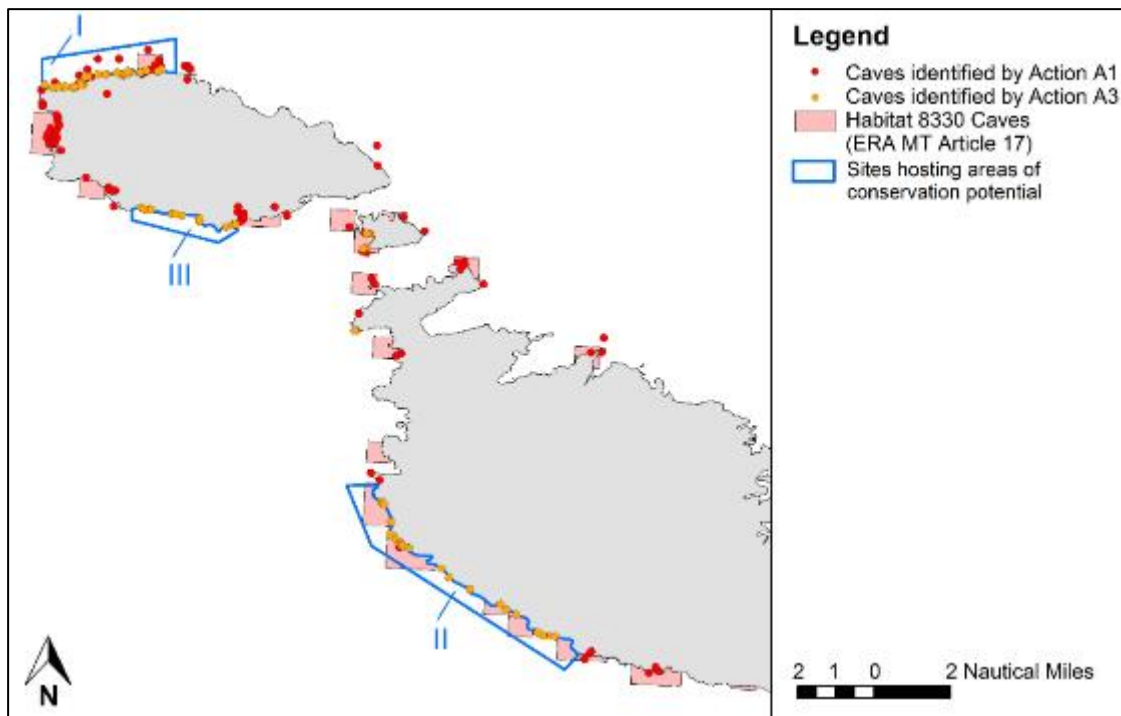 I
III
II
N
Legend
Caves identified by Action A1
Caves identified by Action A3
Habitat 8330 Caves
(ERA MT Article 17)
Sites hosting areas of
conservation potential
2 1 0 2 Nautical Miles